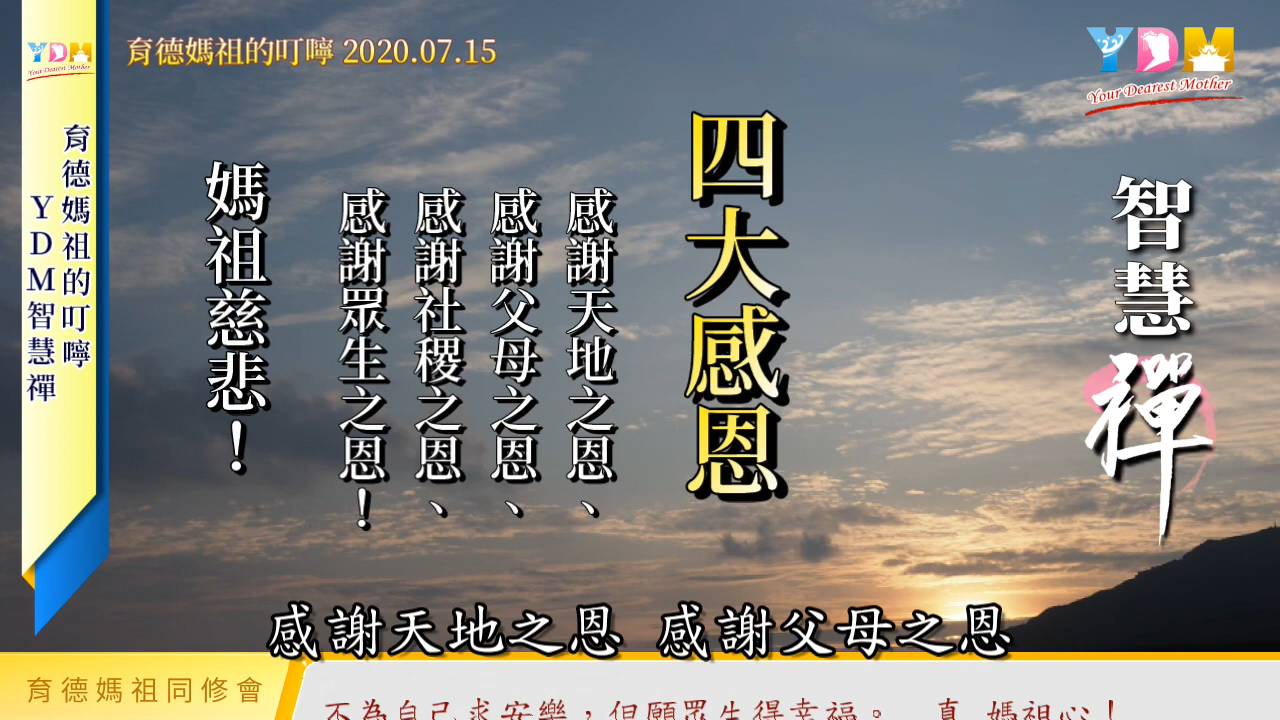 育德媽祖的叮嚀 2020.07.15
YDM
Your Dearest Mother
YDM
Your Dearest Mother
育德媽祖的叮嚀
YDM智慧禪
智慧禪
四大感恩
感謝天地之恩、
感謝父母之恩、
感謝社稷之恩、
感謝眾生之恩！
媽祖慈悲！
感謝天地之恩 感謝父母之恩
育德媽祖同修會
不為自己求安樂，但願眾生得幸福。 真 媽祖心！